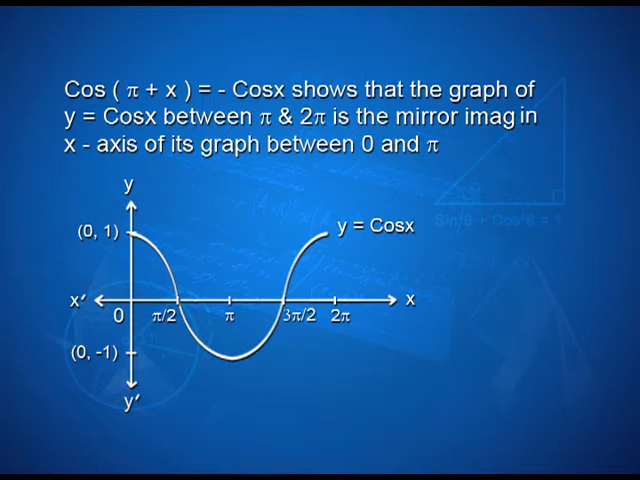 Cos ( π + x ) = - Cosx shows that the graph of
y = Cosx between π & 2π is the mirror imag in
x - axis of its graph between 0 and π
y
(0, 1)
y = Cosx
x′
x
0
π/2
π
3π/2
2π
(0, -1)
y′